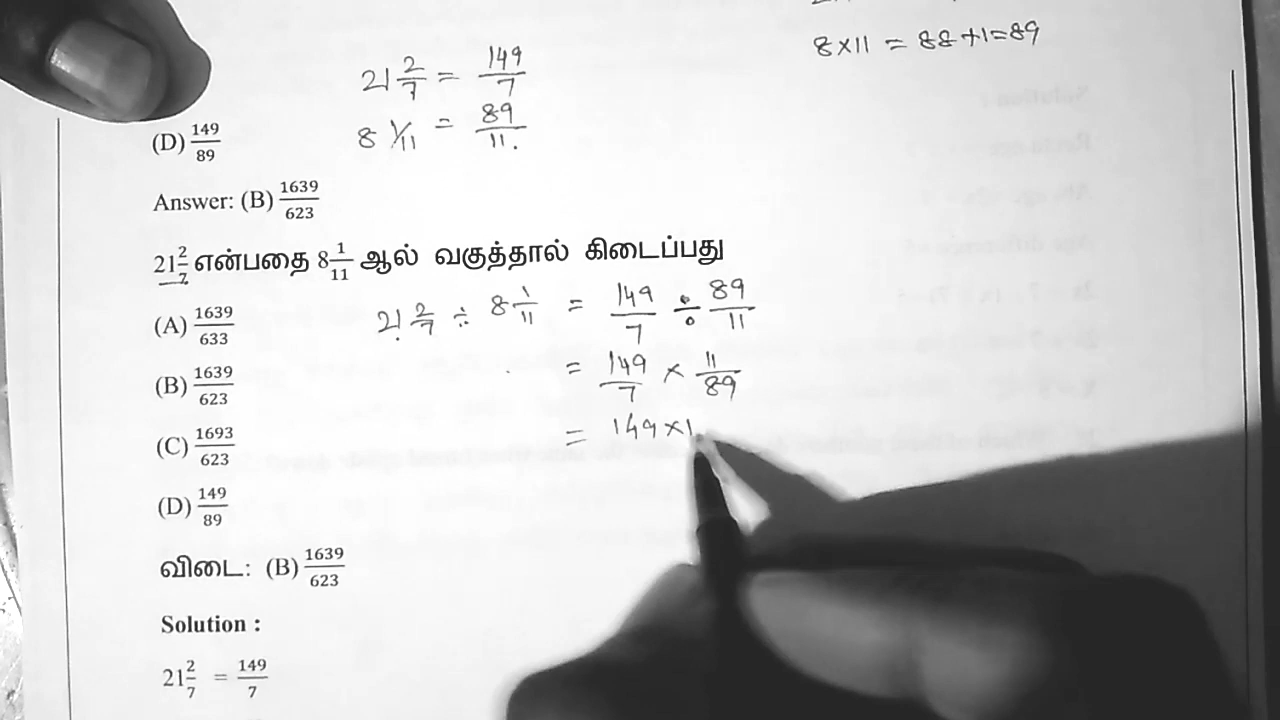 8 x 11 = 88 + 1 = 89
21 2/7 = 149/7
8 1/11 = 89/11.
(D) 149/89
Answer: (B) 1639/623
21 2/7 என்பதை 8 1/11 ஆல் வகுத்தால் கிடைப்பது
(A) 1639/633
21 2/7 ÷ 8 1/11 = 149/7 ÷ 89/11
(B) 1639/623
= 149/7 x 11/89
(C) 1693/623
= 149 x 1
(D) 149/89
விடை: (B) 1639/623
Solution :
21 2/7 = 149/7